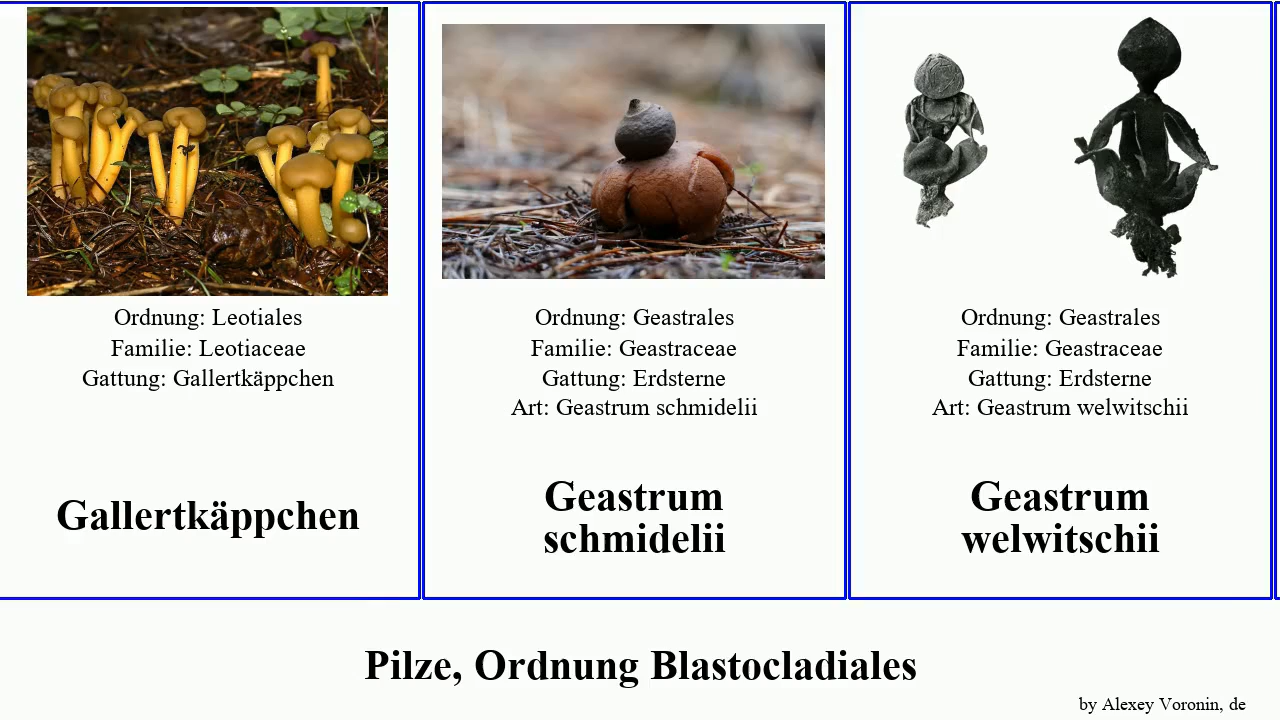 Ordnung: Leotiales
Familie: Leotiaceae
Gattung: Gallertkäppchen
Gallertkäppchen
Ordnung: Geastrales
Familie: Geastraceae
Gattung: Erdsterne
Art: Geastrum schmidelii
Geastrum
schmidelii
Ordnung: Geastrales
Familie: Geastraceae
Gattung: Erdsterne
Art: Geastrum welwitschii
Geastrum
welwitschii
Pilze, Ordnung Blastocladiales
by Alexey Voronin, de